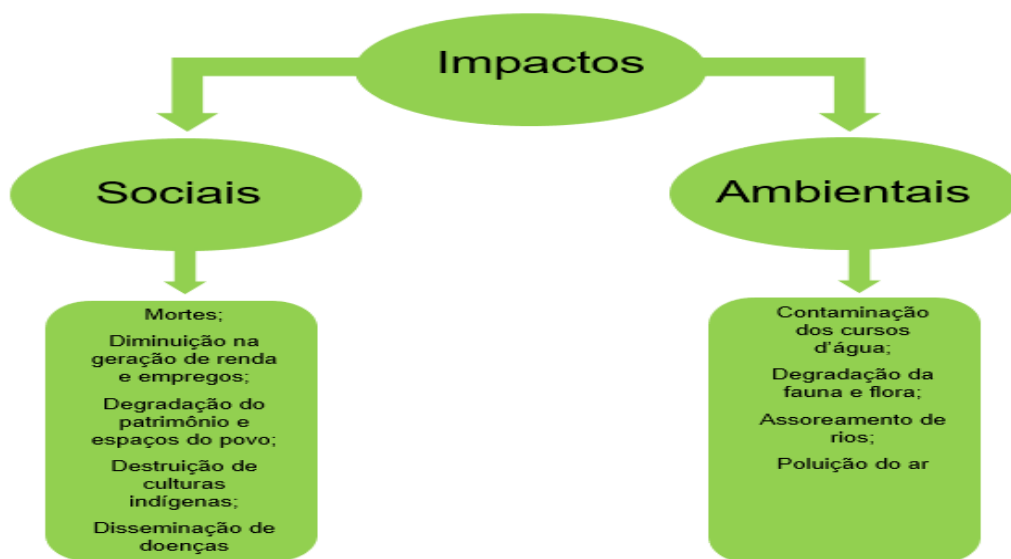 Impactos
Sociais
Ambientais
Mortes;
Diminuição na
geração de renda
e empregos;
Degradação do
patrimônio e
espaços do povo;
Destruição de
culturas
indígenas;
Disseminação de
doenças
Contaminação
dos cursos
d'água;
Degradação da
fauna e flora;
Assoreamento de
rios;
Poluição do ar